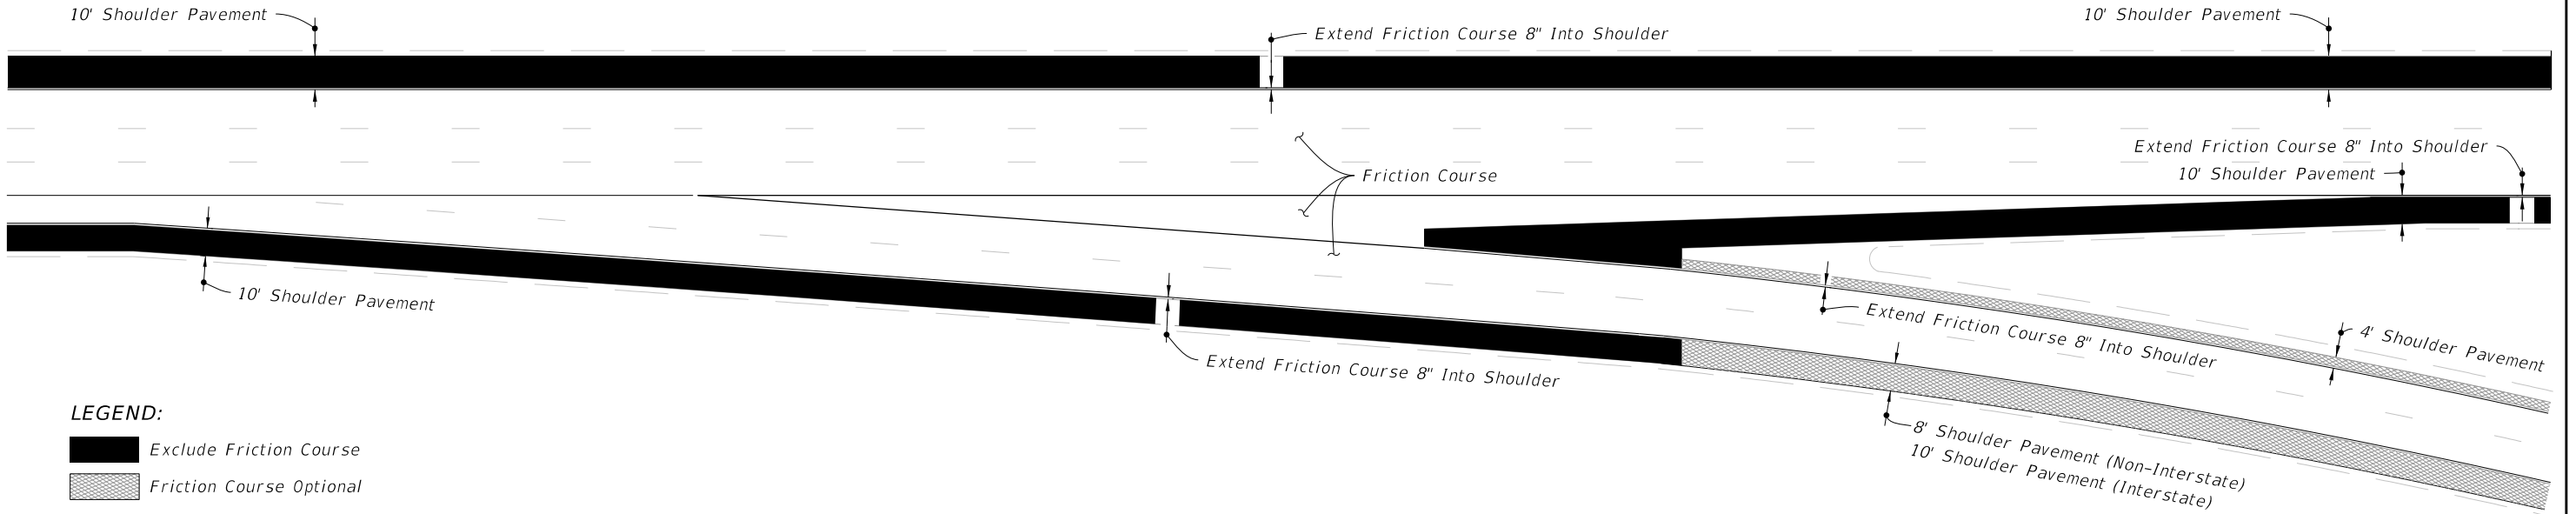 10' Shoulder Pavement
Extend Friction Course 8" Into Shoulder
10' Shoulder Pavement
Extend Friction Course 8" Into Shoulder
10' Shoulder Pavement
Friction Course
10' Shoulder Pavement
Extend Friction Course 8" Into Shoulder
4' Shoulder Pavement
Extend Friction Course 8" Into Shoulder
8' Shoulder Pavement (Non-Interstate)
10' Shoulder Pavement (Interstate)
LEGEND:
Exclude Friction Course
Friction Course Optional